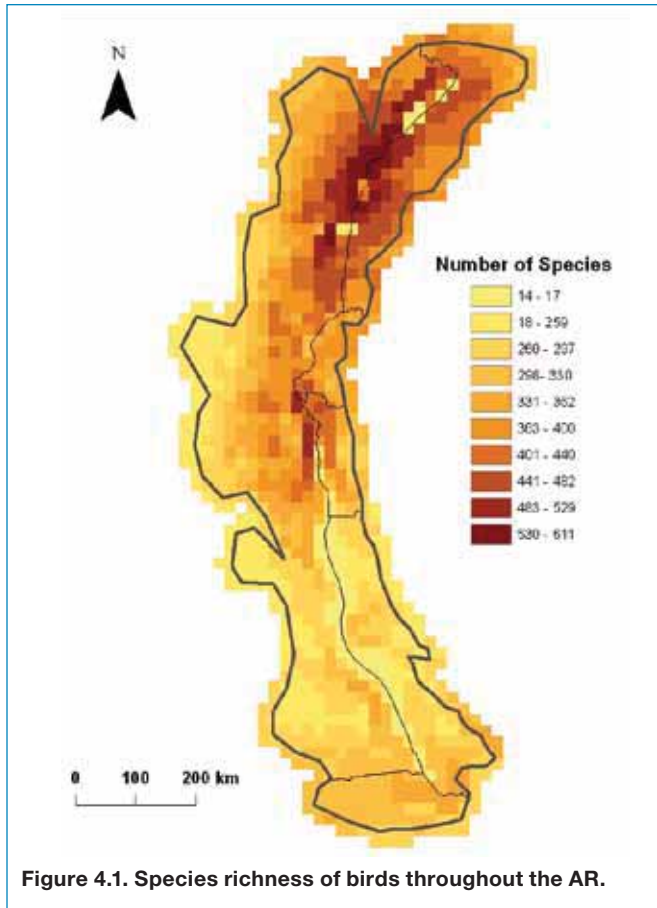 N
Number of Species
14 - 17
18 - 259
260 - 297
298- 330
331 - 362
363 - 400
401 - 440
441 - 482
483 - 529
530 - 611
0 100 200 km
Figure 4.1. Species richness of birds throughout the AR.